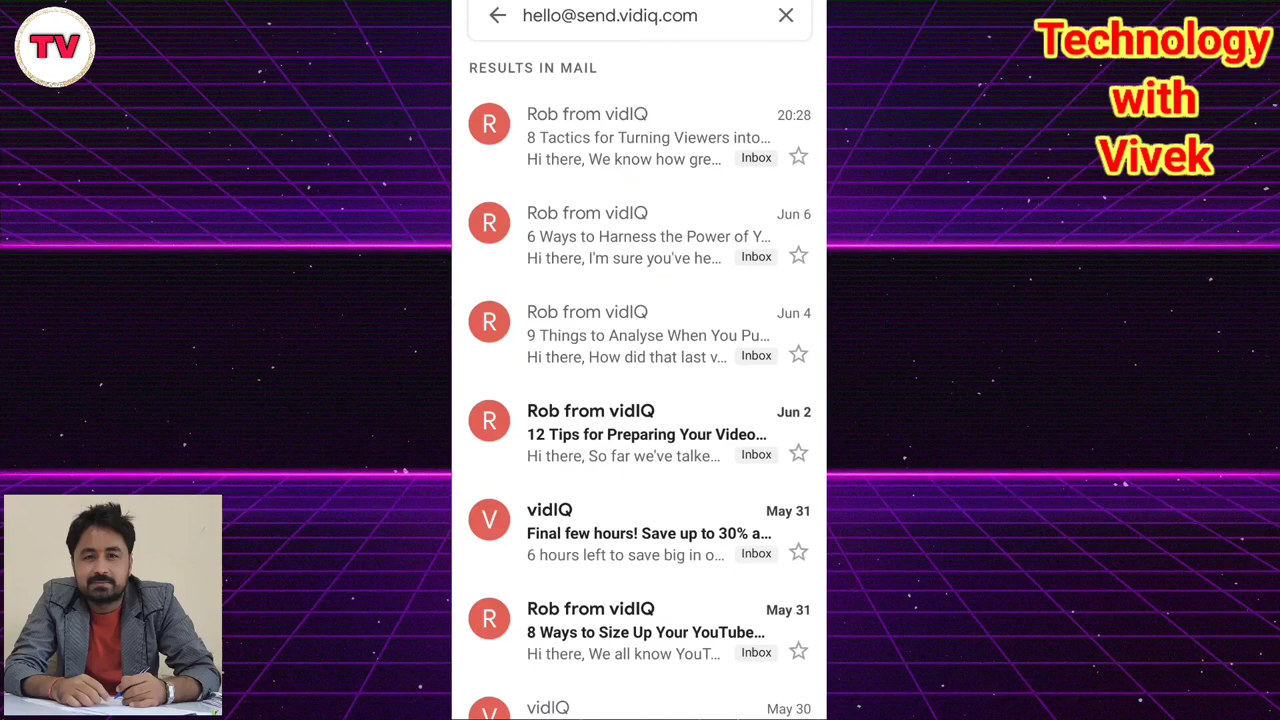 TV
Technology
with
Vivek
hello@send.vidiq.com
RESULTS IN MAIL
R
Rob from vidIQ 20:28
8 Tactics for Turning Viewers into...
Hi there, We know how gre... Inbox
R
Rob from vidIQ Jun 6
6 Ways to Harness the Power of Y...
Hi there, I'm sure you've he... Inbox
R
Rob from vidIQ Jun 4
9 Things to Analyse When You Pu...
Hi there, How did that last v... Inbox
R
Rob from vidIQ Jun 2
12 Tips for Preparing Your Video...
Hi there, So far we've talke... Inbox
V
vidIQ May 31
Final few hours! Save up to 30% a...
6 hours left to save big in o... Inbox
R
Rob from vidIQ May 31
8 Ways to Size Up Your YouTube...
Hi there, We all know YouT... Inbox
V
vidIQ May 30